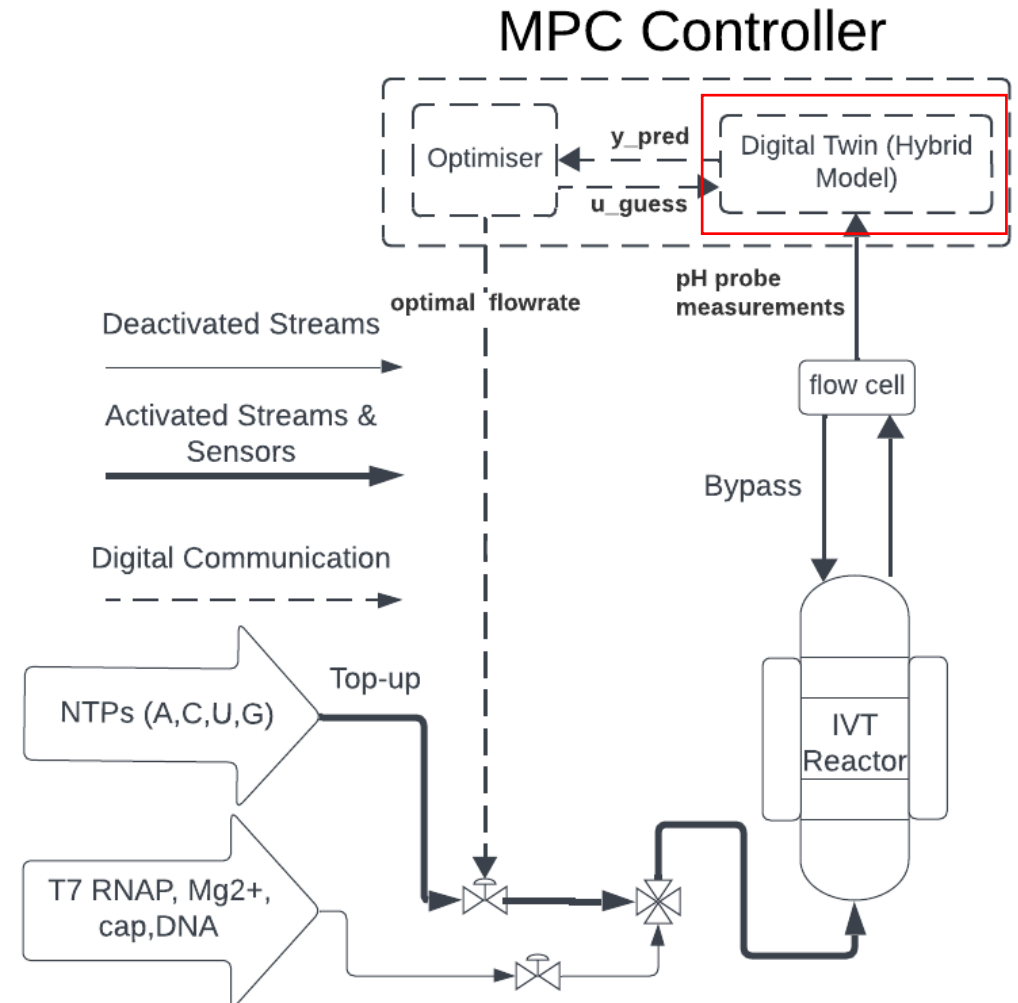 MPC Controller
Optimiser
y_pred
u_guess
Digital Twin (Hybrid
Model)
optimal flowrate
pH probe
measurements
Deactivated Streams
flow cell
Activated Streams &
Sensors
Bypass
Digital Communication
Top-up
NTPs (A,C,U,G)
IVT
Reactor
T7 RNAP, Mg2+,
cap,DNA